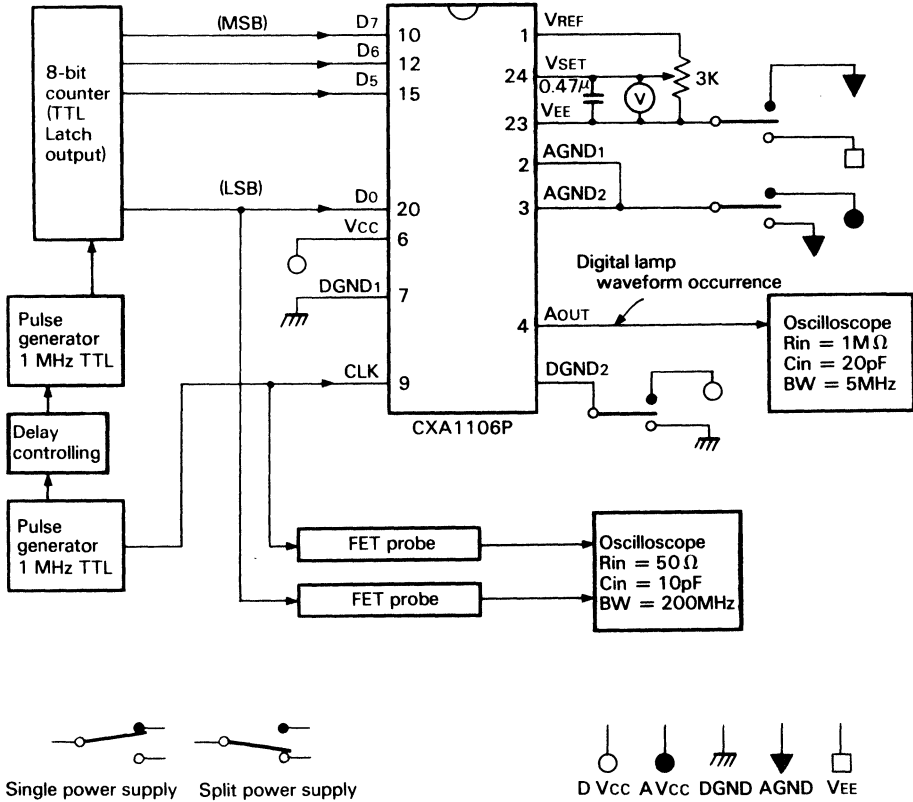 8-bit
counter
(TTL
Latch
output)
(MSB)
D7
10
D6
12
D5
15
(LSB)
D0
20
VCC
6
DGND1
7
CLK
9
CXA1106P
1
VREF
24
VSET
0.47μ
V
3K
23
VEE
2
AGND1
3
AGND2
Digital lamp
waveform occurrence
4
AOUT
DGND2
Oscilloscope
Rin = 1MΩ
Cin = 20pF
BW = 5MHz
Pulse
generator
1 MHz TTL
Delay
controlling
Pulse
generator
1 MHz TTL
FET probe
FET probe
Oscilloscope
Rin = 50Ω
Cin = 10pF
BW = 200MHz
Single power supply
Split power supply
D VCC
A VCC
DGND
AGND
VEE